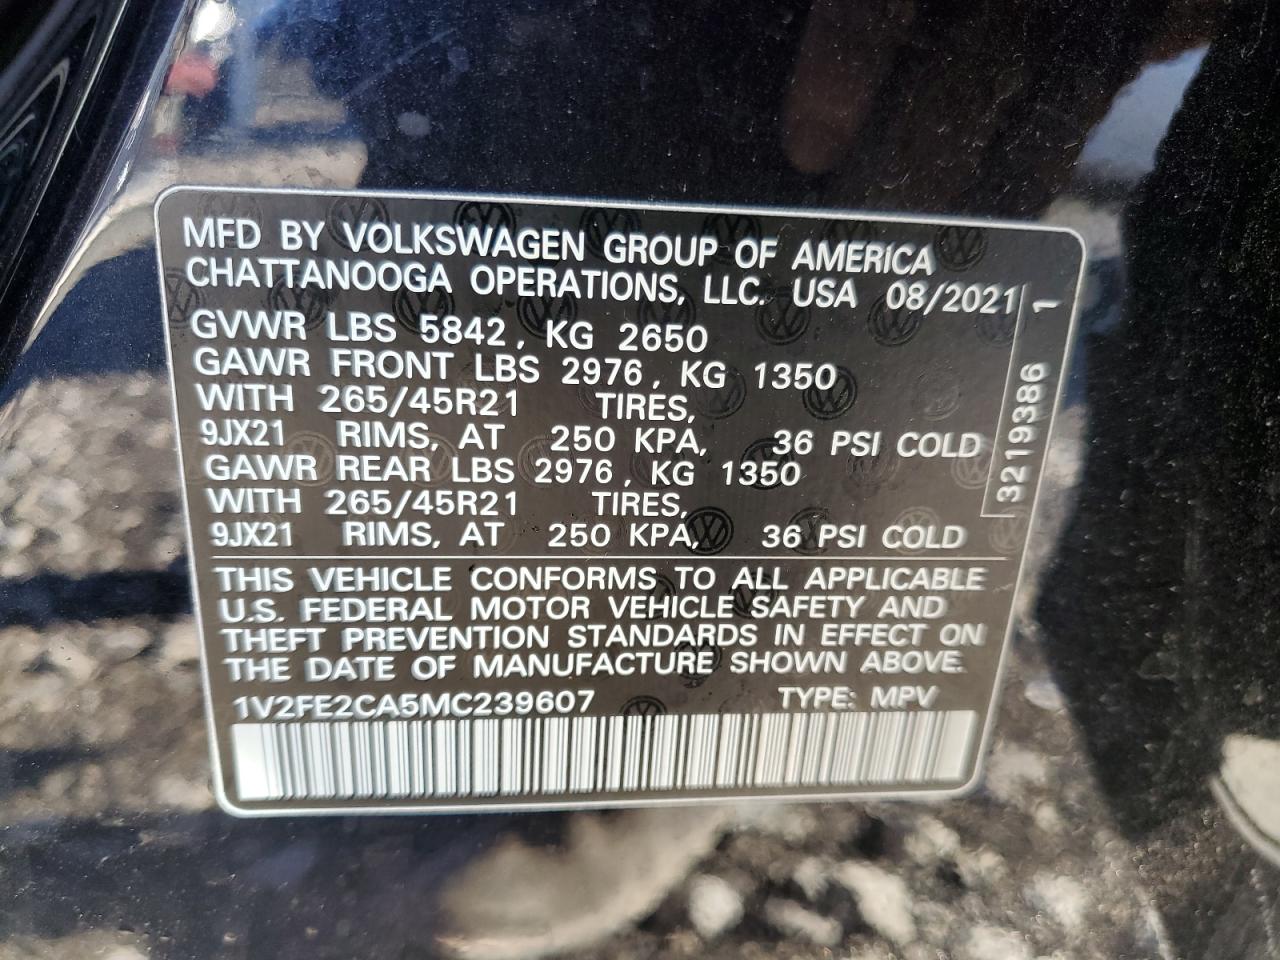 MFD BY VOLKSWAGEN GROUP OF AMERICA
CHATTANOOGA OPERATIONS, LLC. USA 08/2021
GVWR LBS 5842, KG 2650
GAWR FRONT LBS 2976, KG 1350
WITH 265/45R21 TIRES,
9JX21 RIMS, AT 250 KPA, 36 PSI COLD
GAWR REAR LBS 2976, KG 1350
WITH 265/45R21 TIRES,
9JX21 RIMS, AT 250 KPA, 36 PSI COLD
3219386 1
THIS VEHICLE CONFORMS TO ALL APPLICABLE
U.S. FEDERAL MOTOR VEHICLE SAFETY AND
THEFT PREVENTION STANDARDS IN EFFECT ON
THE DATE OF MANUFACTURE SHOWN ABOVE.
1V2FE2CA5MC239607 TYPE: MPV